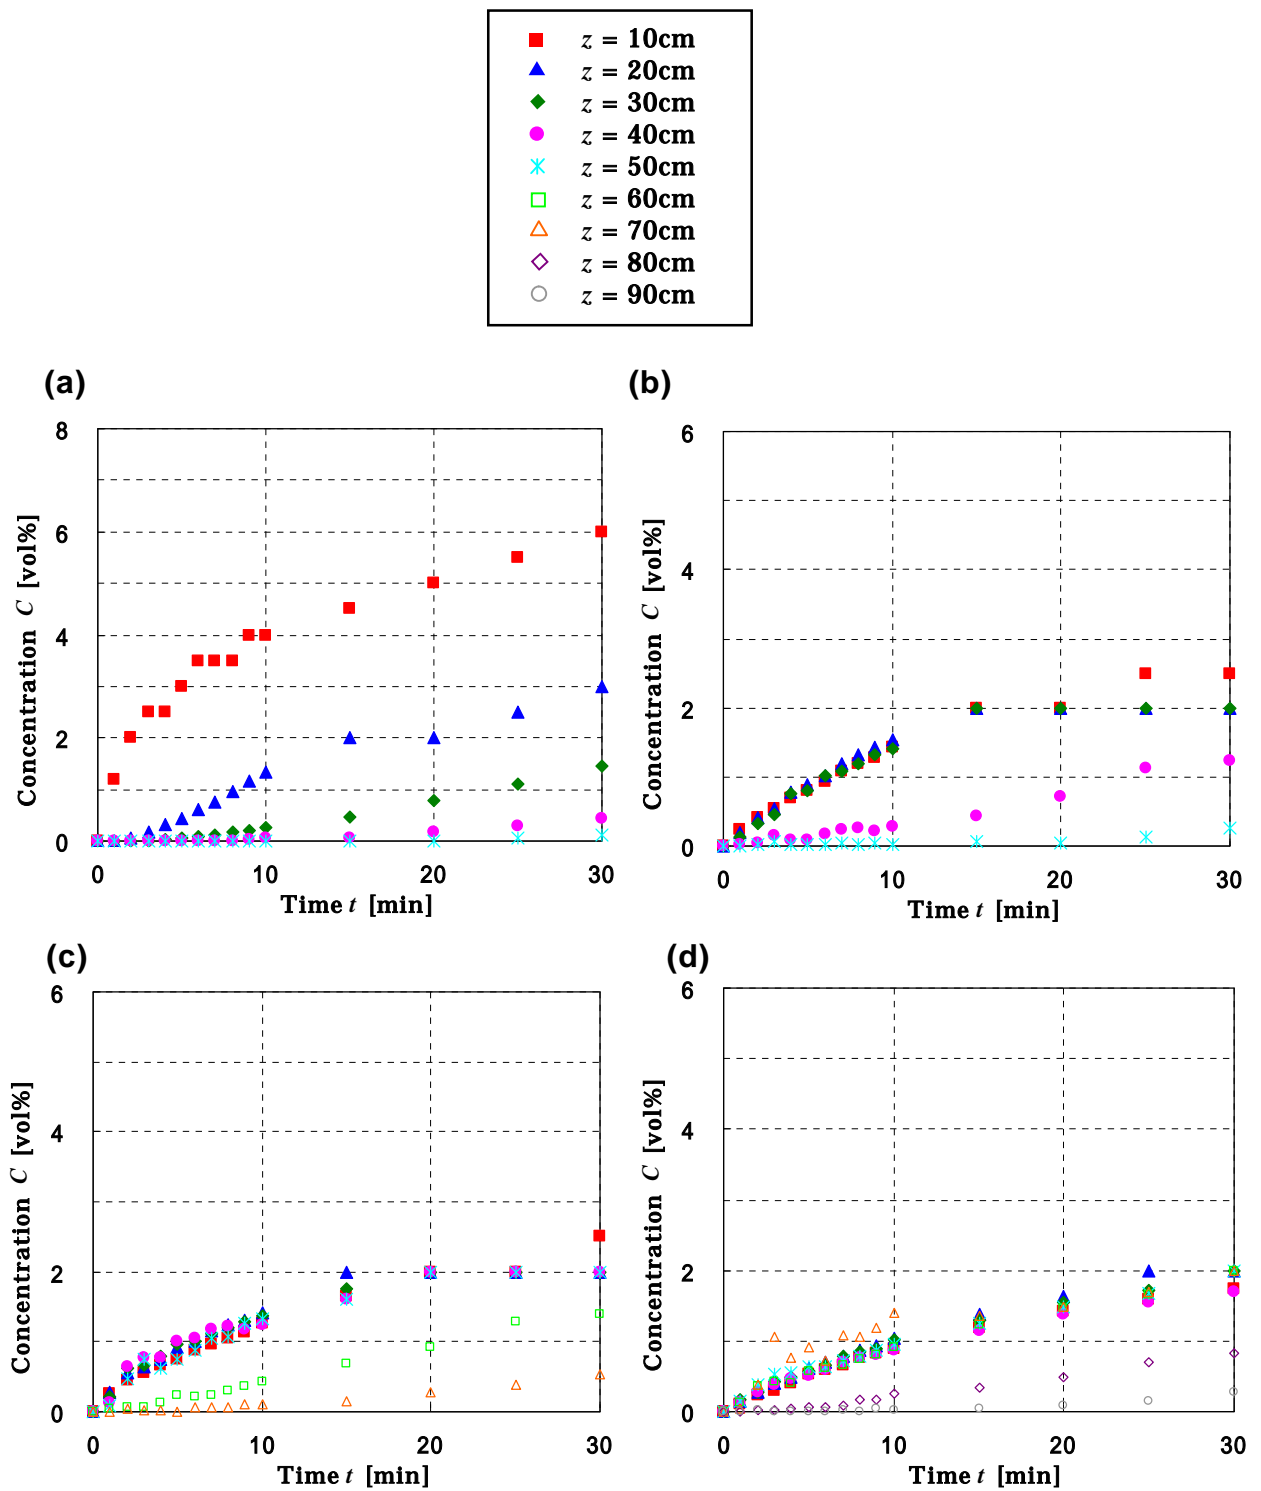 z = 10cm
z = 20cm
z = 30cm
z = 40cm
z = 50cm
z = 60cm
z = 70cm
z = 80cm
z = 90cm
(a)
8
6
4
2
0
0 10 20 30
Concentration C [vol%]
Time t [min]
(b)
6
4
2
0
0 10 20 30
Concentration C [vol%]
Time t [min]
(c)
6
4
2
0
0 10 20 30
Concentration C [vol%]
Time t [min]
(d)
6
4
2
0
0 10 20 30
Concentration C [vol%]
Time t [min]